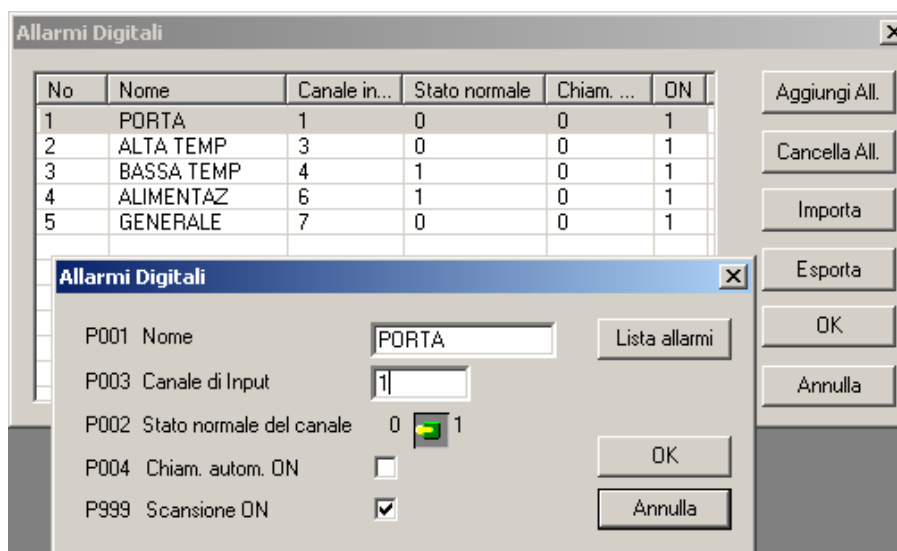 Allarmi Digitali
No Nome Canale in... Stato normale Chiam. ... ON
1 PORTA 1 0 0 1
2 ALTA TEMP 3 0 0 1
3 BASSA TEMP 4 1 0 1
4 ALIMENTAZ 6 1 0 1
5 GENERALE 7 0 0 1
Aggiungi All.
Cancella All.
Importa
Esporta
OK
Annulla
Allarmi Digitali
P001 Nome PORTA Lista allarmi
P003 Canale di Input 1
P002 Stato normale del canale 0 1
P004 Chiam. autom. ON OK
P999 Scansione ON Annulla